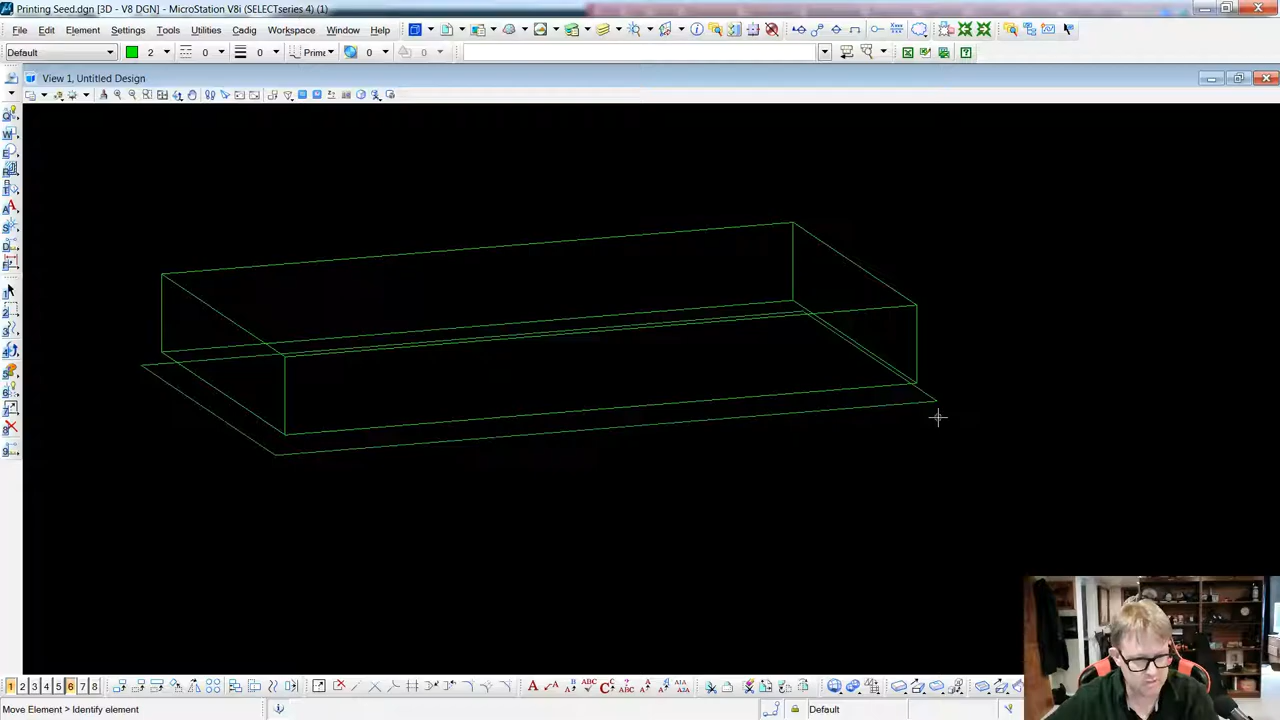 Printing Seed.dgn [3D - V8 DGN] - MicroStation V8i (SELECTseries 4) (1)
File Edit Element Settings Tools Utilities Cadig Workspace Window Help
Default 2 0 0 Prime 0 0
View 1, Untitled Design
1 2 3 4 5 6 7 8
Move Element > Identify element Default